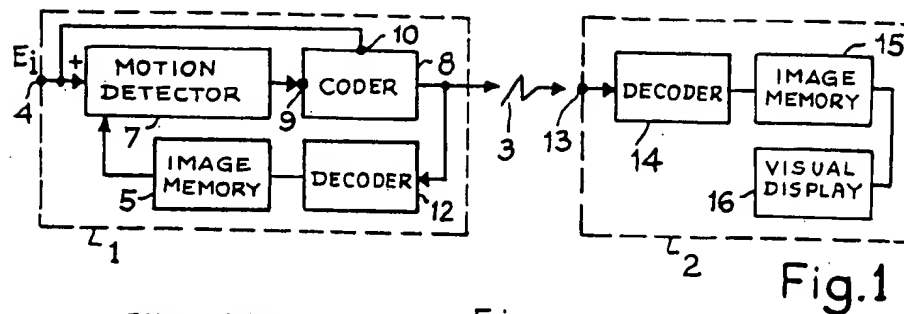 Ei
4
+
MOTION
DETECTOR
7
9
10
CODER
8
IMAGE
MEMORY
5
DECODER
12
1
3
13
DECODER
14
15
IMAGE
MEMORY
VISUAL
DISPLAY
16
2
Fig.1